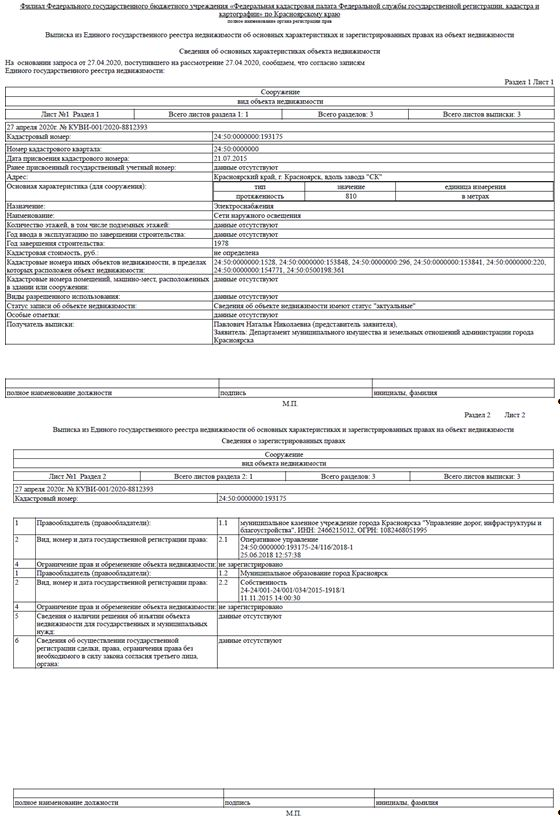 Филиал Федерального государственного бюджетного учреждения «Федеральная кадастровая палата Федеральной службы государственной регистрации, кадастра и
картографии» по Красноярскому краю
полное наименование органа регистрации прав
Выписка из Единого государственного реестра недвижимости об основных характеристиках и зарегистрированных правах на объект недвижимости
Сведения об основных характеристиках объекта недвижимости
На основании запроса от 27.04.2020, поступившего на рассмотрение 27.04.2020, сообщаем, что согласно записям
Единого государственного реестра недвижимости:
Раздел 1 Лист 1
Сооружение
вид объекта недвижимости
Лист №1 Раздел 1 Всего листов раздела 1: 1 Всего разделов: 3 Всего листов выписки: 3
27 апреля 2020г. № КУВИ-001/2020-8812393
Кадастровый номер: 24:50:0000000:193175
Номер кадастрового квартала: 24:50:0000000
Дата присвоения кадастрового номера: 21.07.2015
Ранее присвоенный государственный учетный номер: данные отсутствуют
Адрес: Красноярский край, г. Красноярск, вдоль завода "СК"
Основная характеристика (для сооружения): тип значение единица измерения
протяженность 810 в метрах
Назначение: Электроснабжения
Наименование: Сети наружного освещения
Количество этажей, в том числе подземных этажей: данные отсутствуют
Год ввода в эксплуатацию по завершении строительства: данные отсутствуют
Год завершения строительства: 1978
Кадастровая стоимость, руб.: не определена
Кадастровые номера иных объектов недвижимости, в пределах которых расположен объект недвижимости: 24:50:0000000:1528, 24:50:0000000:153848, 24:50:0000000:296, 24:50:0000000:153841, 24:50:0000000:220,
24:50:0000000:154771, 24:50:0500198:361
Кадастровые номера помещений, машино-мест, расположенных в здании или сооружении: данные отсутствуют
Виды разрешенного использования: данные отсутствуют
Статус записи об объекте недвижимости: Сведения об объекте недвижимости имеют статус "актуальные"
Особые отметки: данные отсутствуют
Получатель выписки: Павлович Наталья Николаевна (представитель заявителя),
Заявитель: Департамент муниципального имущества и земельных отношений администрации города
Красноярска
полное наименование должности подпись инициалы, фамилия
М.П.
Раздел 2 Лист 2
Выписка из Единого государственного реестра недвижимости об основных характеристиках и зарегистрированных правах на объект недвижимости
Сведения о зарегистрированных правах
Сооружение
вид объекта недвижимости
Лист №1 Раздел 2 Всего листов раздела 2: 1 Всего разделов: 3 Всего листов выписки: 3
27 апреля 2020г. № КУВИ-001/2020-8812393
Кадастровый номер: 24:50:0000000:193175
1 Правообладатель (правообладатели): 1.1 муниципальное казенное учреждение города Красноярска "Управление дорог, инфраструктуры и
благоустройства", ИНН: 2466215012, ОГРН: 1082468051995
2 Вид, номер и дата государственной регистрации права: 2.1 Оперативное управление
24:50:0000000:193175-24/116/2018-1
25.06.2018 12:57:38
4 Ограничение прав и обременение объекта недвижимости: не зарегистрировано
1 Правообладатель (правообладатели): 1.2 Муниципальное образование город Красноярск
2 Вид, номер и дата государственной регистрации права: 2.2 Собственность
24-24/001-24/001/034/2015-1918/1
11.11.2015 14:00:30
4 Ограничение прав и обременение объекта недвижимости: не зарегистрировано
5 Сведения о наличии решения об изъятии объекта недвижимости для государственных и муниципальных нужд: данные отсутствуют
6 Сведения об осуществлении государственной регистрации сделки, права, ограничения права без необходимого в силу закона согласия третьего лица, органа: данные отсутствуют
полное наименование должности подпись инициалы, фамилия
М.П.